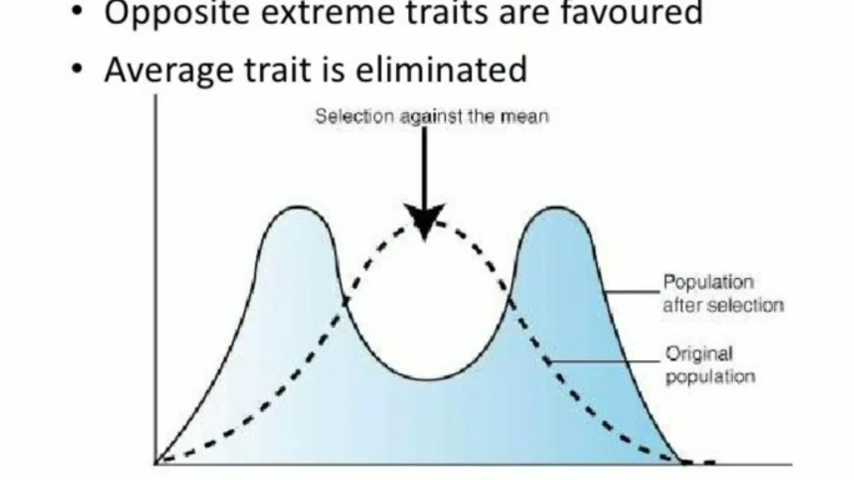 • Opposite extreme traits are favoured
• Average trait is eliminated
Selection against the mean
Population
after selection
Original
population